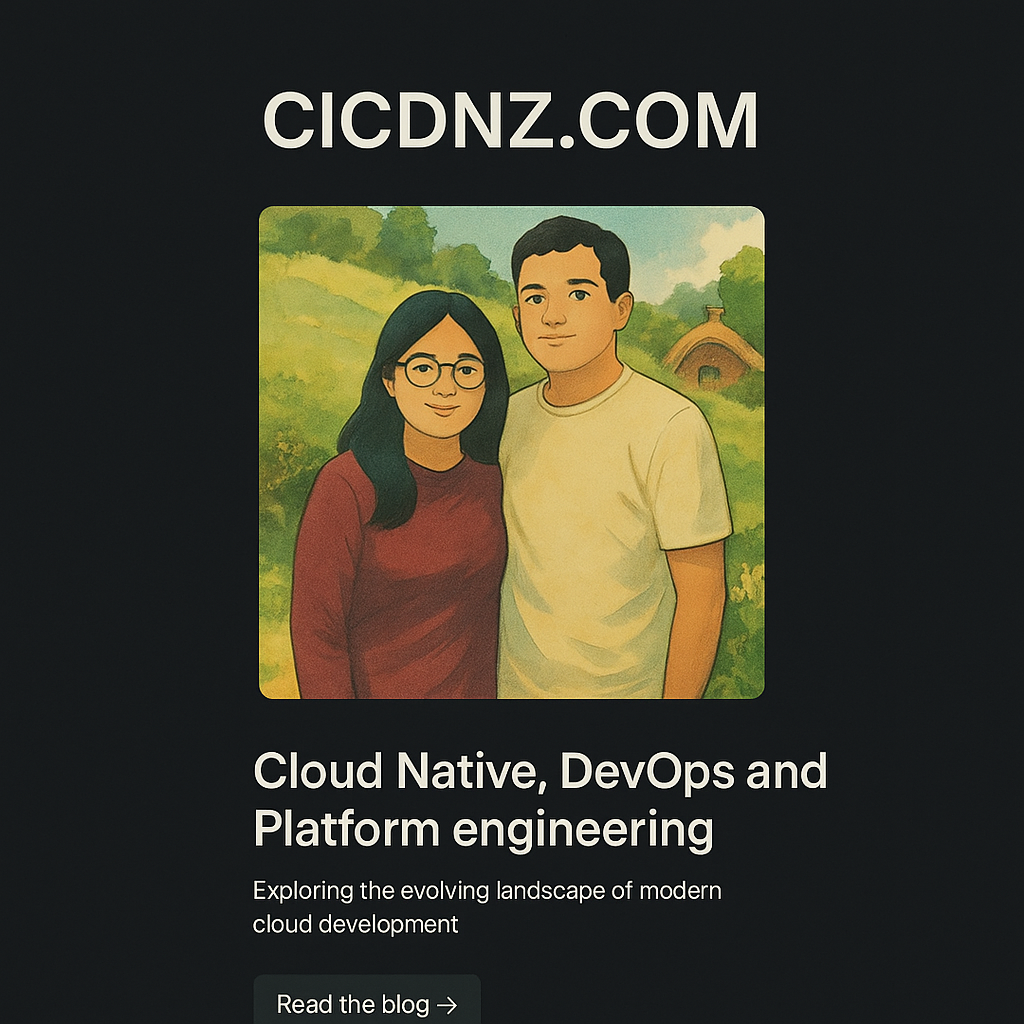 CICDNZ.COM
Cloud Native, DevOps and
Platform engineering
Exploring the evolving landscape of modern
cloud development
Read the blog →